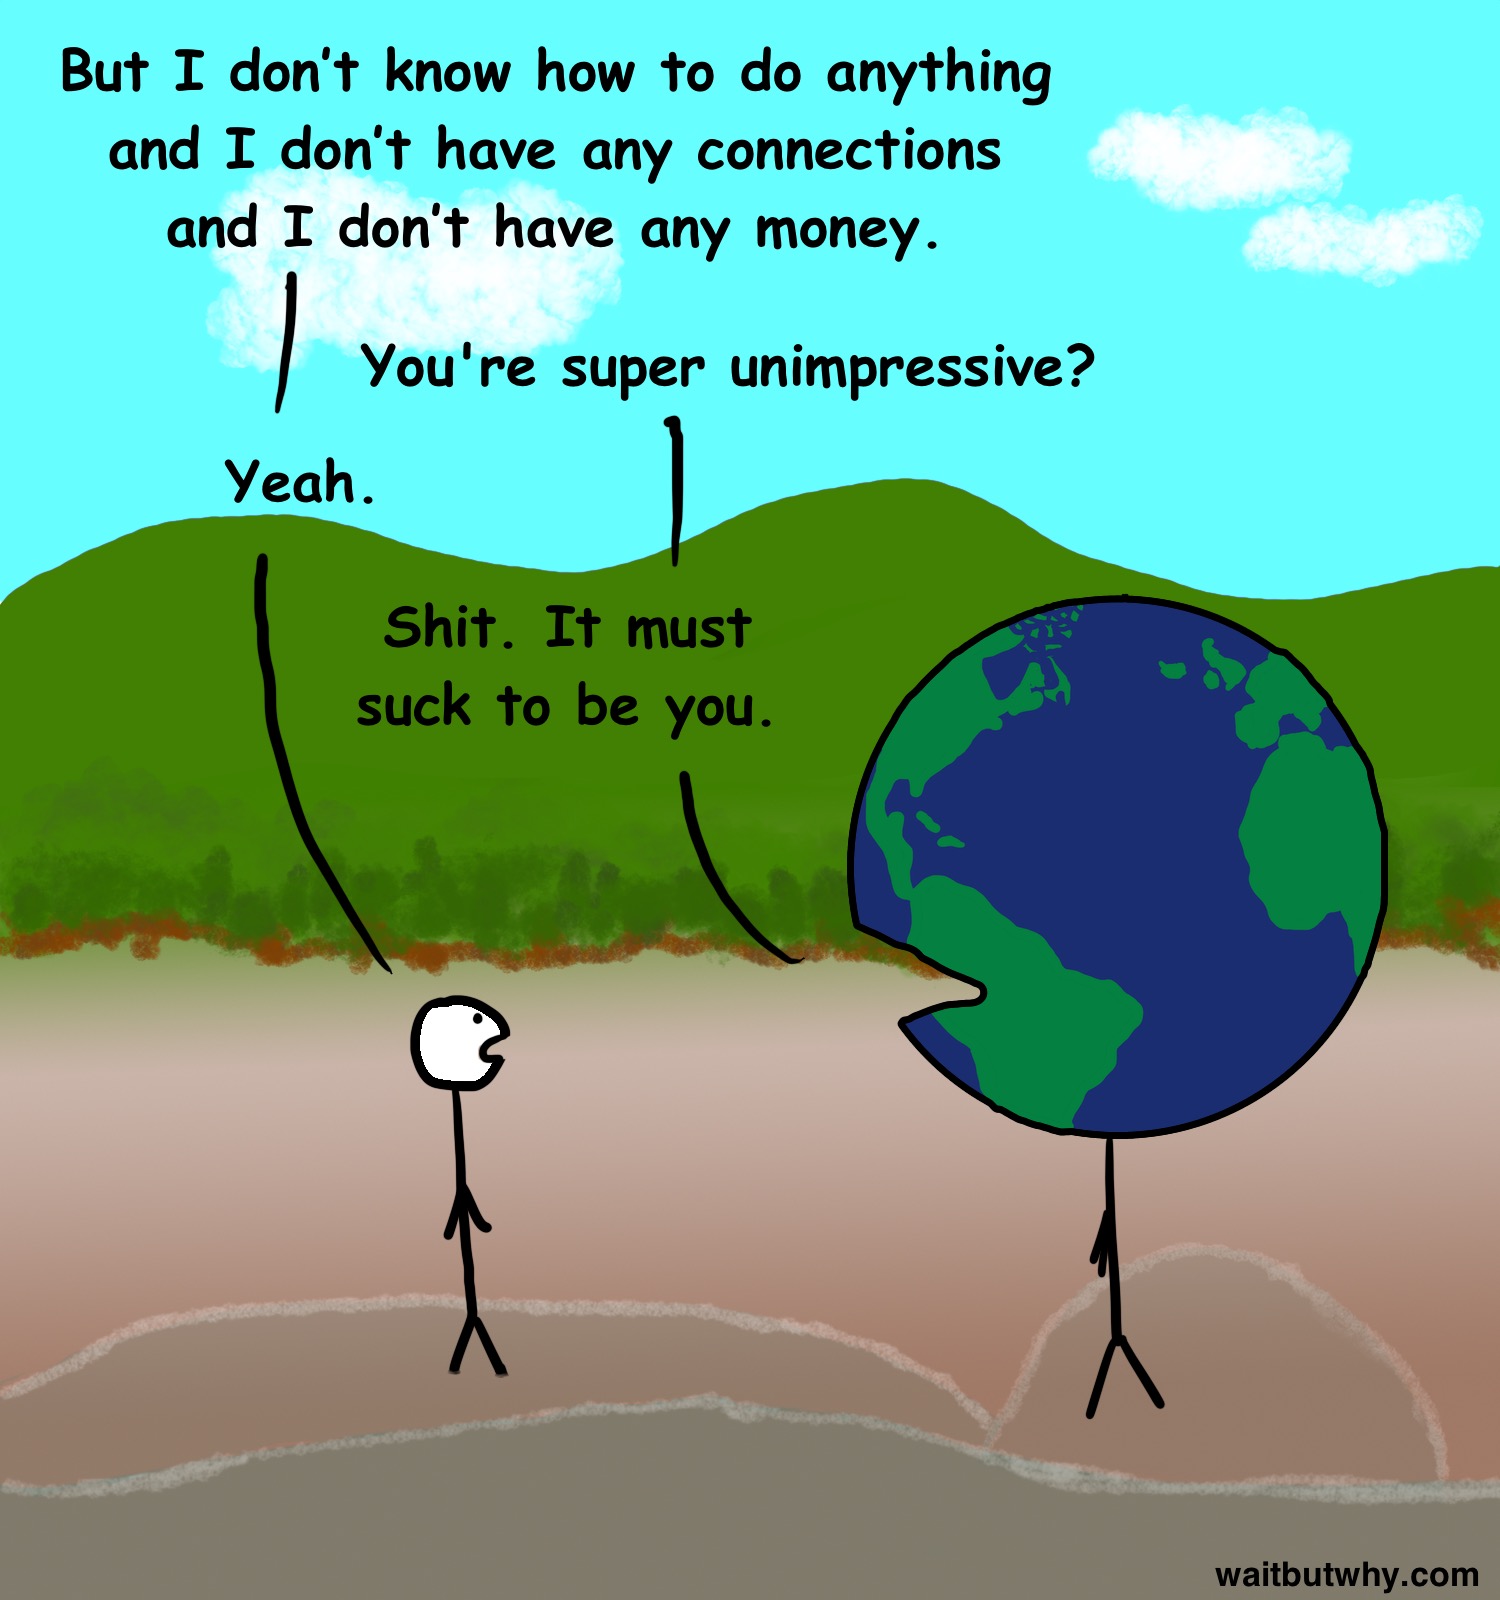 But I don't know how to do anything
and I don't have any connections
and I don't have any money.
You're super unimpressive?
Yeah.
Shit. It must
suck to be you.
waitbutwhy.com